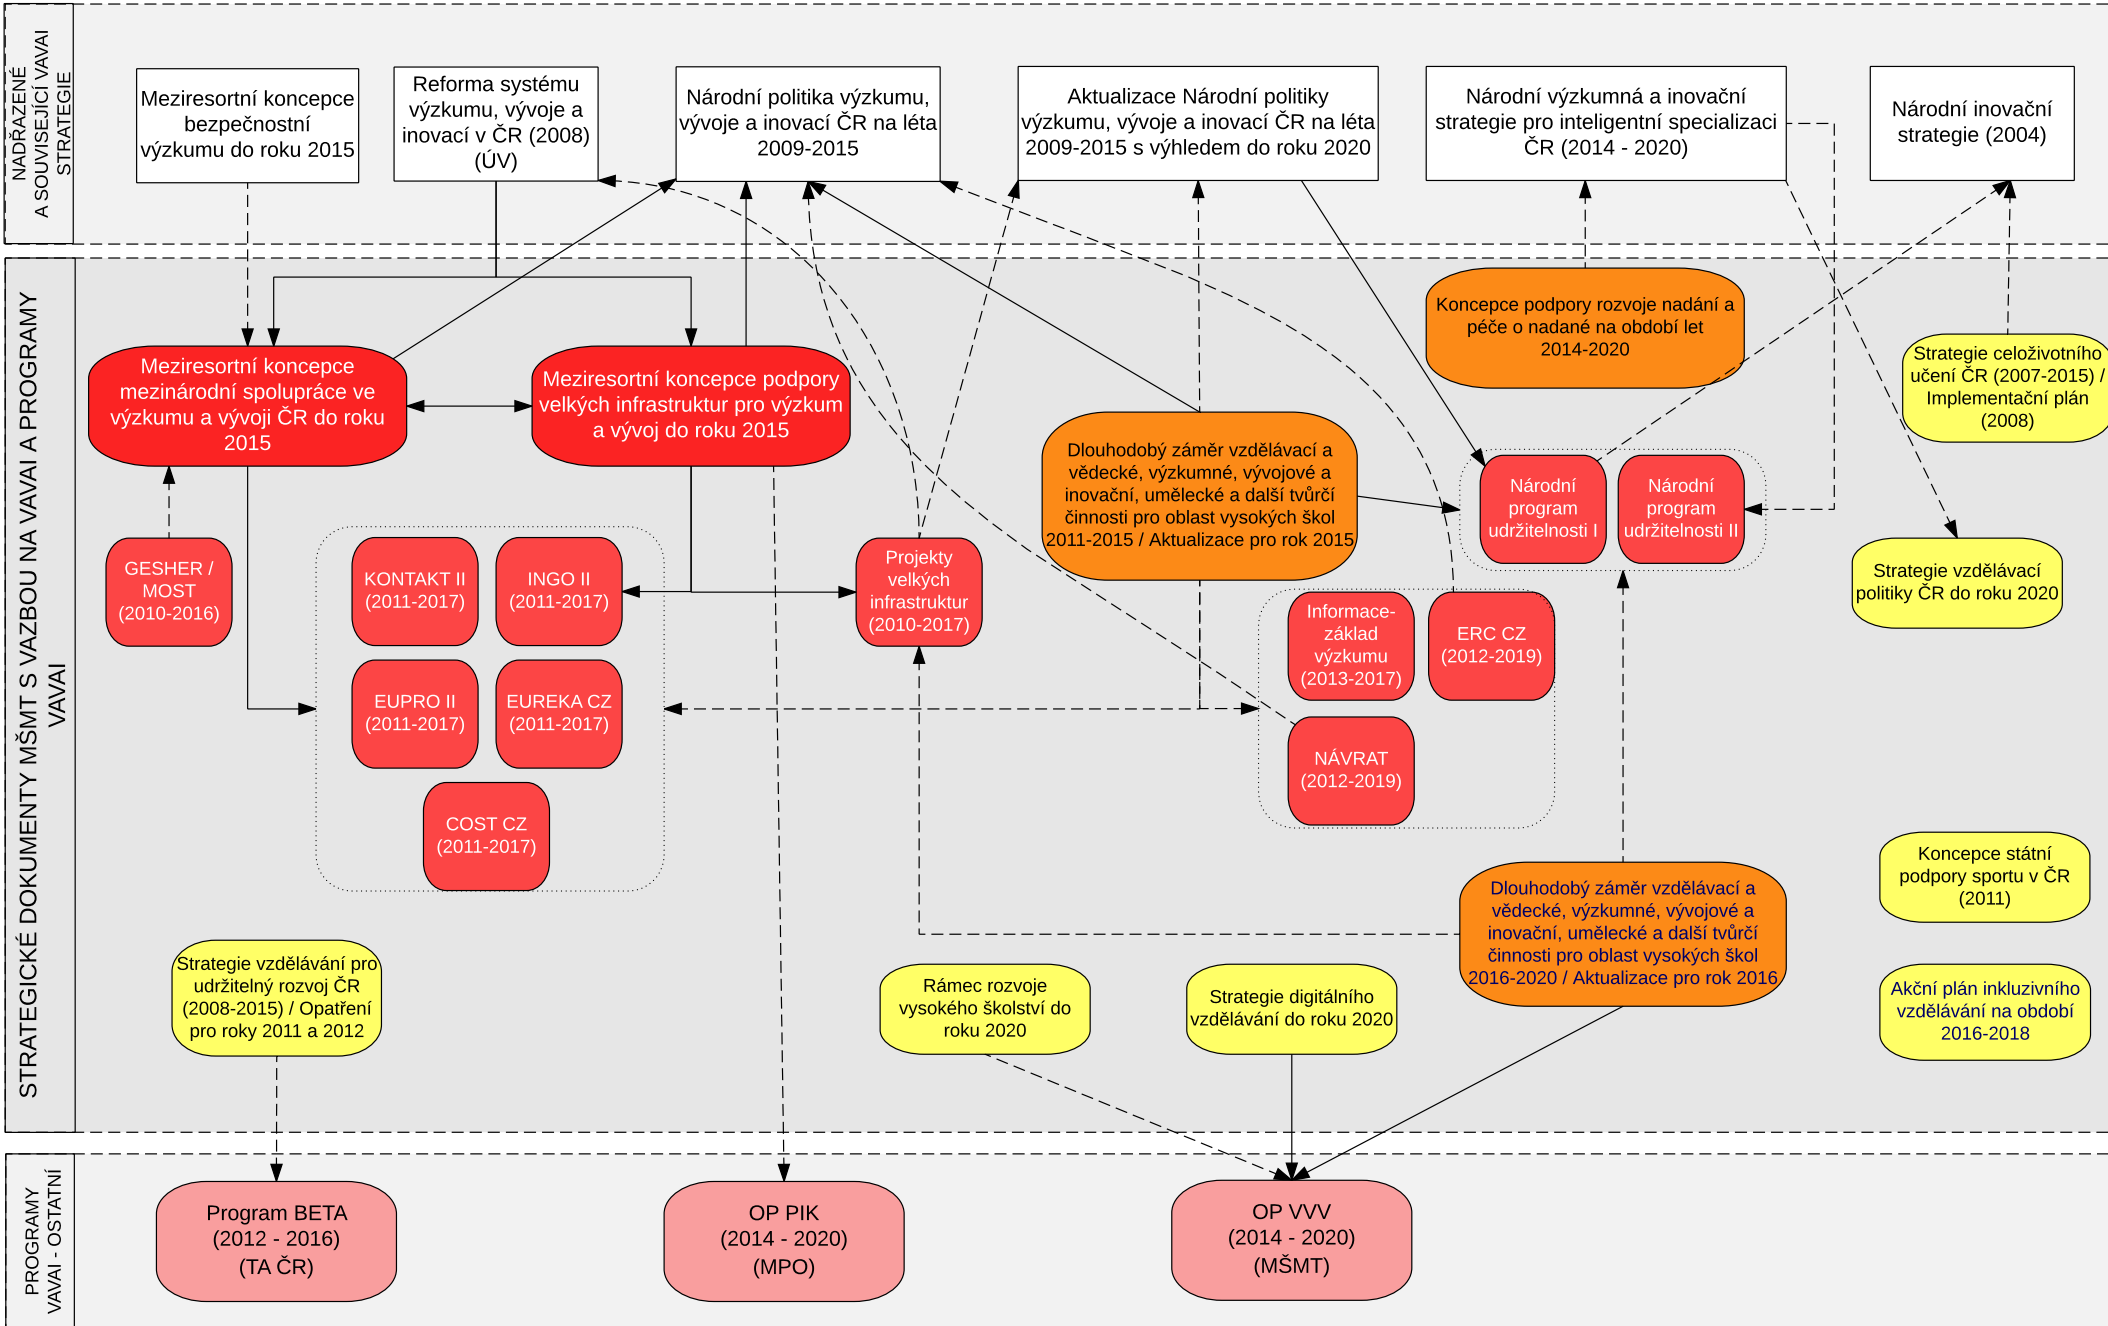 NADŘAZENÉ
A SOUVISEJÍCÍ VAVAI
STRATEGIE
Meziresortní koncepce
bezpečnostní
výzkumu do roku 2015
Reforma systému
výzkumu, vývoje a
inovací v ČR (2008)
(ÚV)
Národní politika výzkumu,
vývoje a inovací ČR na léta
2009-2015
Aktualizace Národní politiky
výzkumu, vývoje a inovací ČR na léta
2009-2015 s výhledem do roku 2020
Národní výzkumná a inovační
strategie pro inteligentní specializaci
ČR (2014 - 2020)
Národní inovační
strategie (2004)
STRATEGICKÉ DOKUMENTY MŠMT S VAZBOU NA VAVAI A PROGRAMY
VAVAI
Koncepce podpory rozvoje nadání a
péče o nadané na období let
2014-2020
Strategie celoživotního
učení ČR (2007-2015) /
Implementační plán
(2008)
Meziresortní koncepce
mezinárodní spolupráce ve
výzkumu a vývoji ČR do roku
2015
Meziresortní koncepce podpory
velkých infrastruktur pro výzkum
a vývoj do roku 2015
Dlouhodobý záměr vzdělávací a
vědecké, výzkumné, vývojové a
inovační, umělecké a další tvůrčí
činnosti pro oblast vysokých škol
2011-2015 / Aktualizace pro rok 2015
Národní
program
udržitelnosti I
Národní
program
udržitelnosti II
GESHER /
MOST
(2010-2016)
KONTAKT II
(2011-2017)
INGO II
(2011-2017)
Projekty
velkých
infrastruktur
(2010-2017)
Strategie vzdělávací
politiky ČR do roku 2020
Informace-
základ
výzkumu
(2013-2017)
ERC CZ
(2012-2019)
EUPRO II
(2011-2017)
EUREKA CZ
(2011-2017)
NÁVRAT
(2012-2019)
COST CZ
(2011-2017)
Koncepce státní
podpory sportu v ČR
(2011)
Dlouhodobý záměr vzdělávací a
vědecké, výzkumné, vývojové a
inovační, umělecké a další tvůrčí
činnosti pro oblast vysokých škol
2016-2020 / Aktualizace pro rok 2016
Strategie vzdělávání pro
udržitelný rozvoj ČR
(2008-2015) / Opatření
pro roky 2011 a 2012
Rámec rozvoje
vysokého školství do
roku 2020
Strategie digitálního
vzdělávání do roku 2020
Akční plán inkluzivního
vzdělávání na období
2016-2018
PROGRAMY
VAVAI - OSTATNÍ
Program BETA
(2012 - 2016)
(TA ČR)
OP PIK
(2014 - 2020)
(MPO)
OP VVV
(2014 - 2020)
(MŠMT)